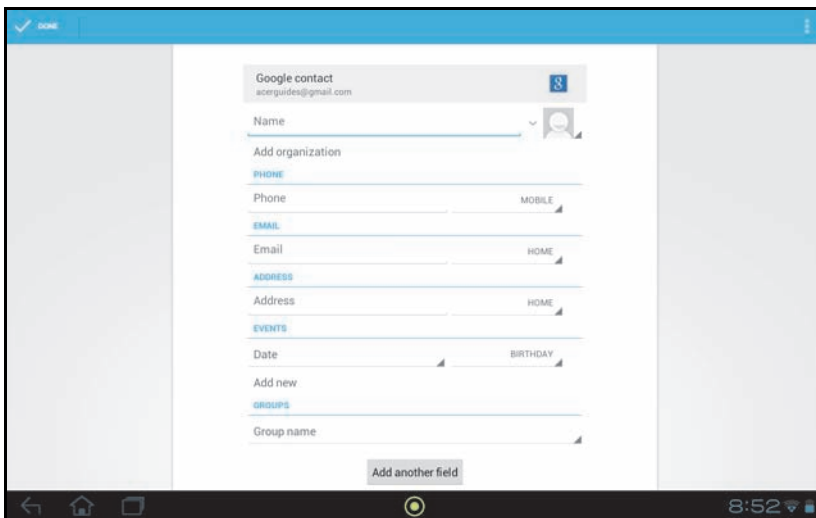 DONE
Google contact
acerguides@gmail.com
8
Name
Add organization
PHONE
Phone MOBILE
EMAIL
Email HOME
ADDRESS
Address HOME
EVENTS
Date BIRTHDAY
Add new
GROUPS
Group name
Add another field
8:52